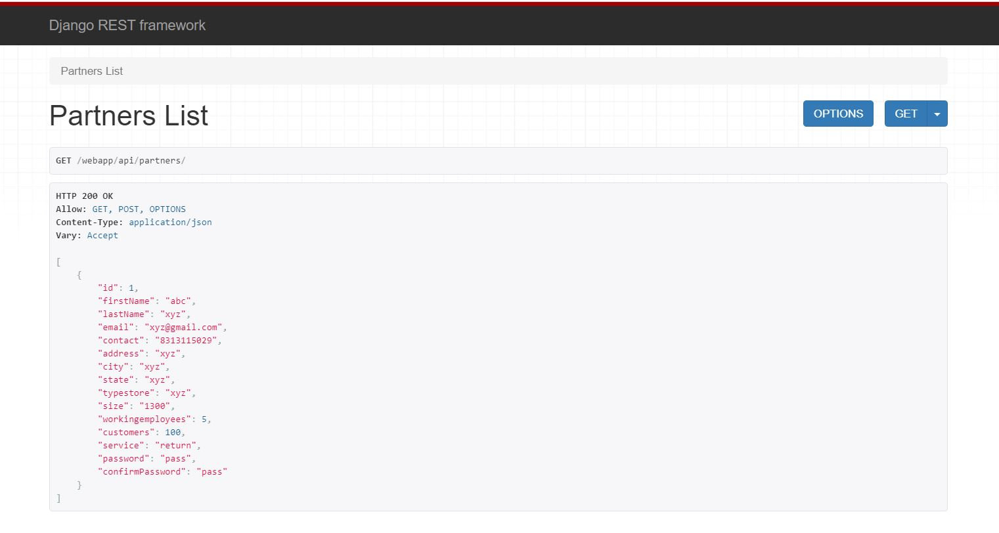 Django REST framework
Partners List
Partners List
OPTIONS
GET
GET /webapp/api/partners/
HTTP 200 OK
Allow: GET, POST, OPTIONS
Content-Type: application/json
Vary: Accept
[
    {
        "id": 1,
        "firstName": "abc",
        "lastName": "xyz",
        "email": "xyz@gmail.com",
        "contact": "8313115029",
        "address": "xyz",
        "city": "xyz",
        "state": "xyz",
        "typestore": "xyz",
        "size": "1300",
        "workingemployees": 5,
        "customers": 100,
        "service": "return",
        "password": "pass",
        "confirmPassword": "pass"
    }
]